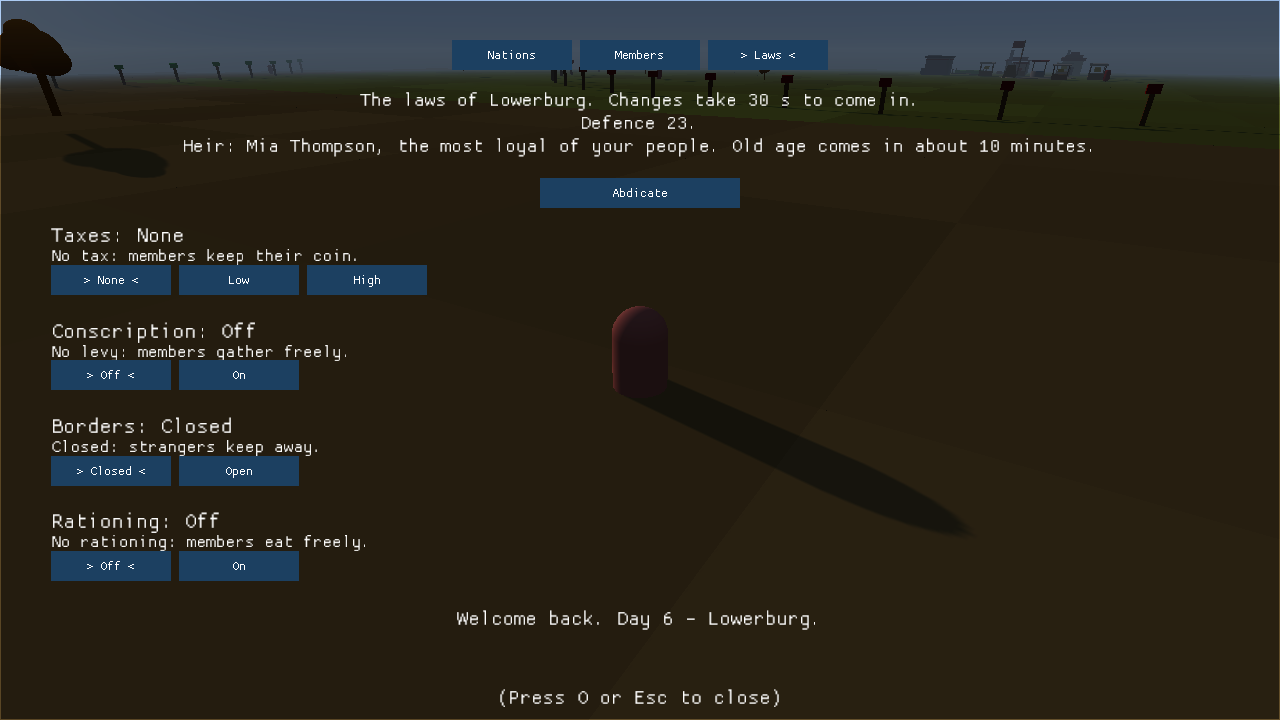 Nations
Members
> Laws <
The laws of Lowerburg. Changes take 30 s to come in.
Defence 23.
Heir: Mia Thompson, the most loyal of your people. Old age comes in about 10 minutes.
Abdicate
Taxes: None
No tax: members keep their coin.
> None <
Low
High
Conscription: Off
No levy: members gather freely.
> Off <
On
Borders: Closed
Closed: strangers keep away.
> Closed <
Open
Rationing: Off
No rationing: members eat freely.
> Off <
On
Welcome back. Day 6 - Lowerburg.
(Press O or Esc to close)